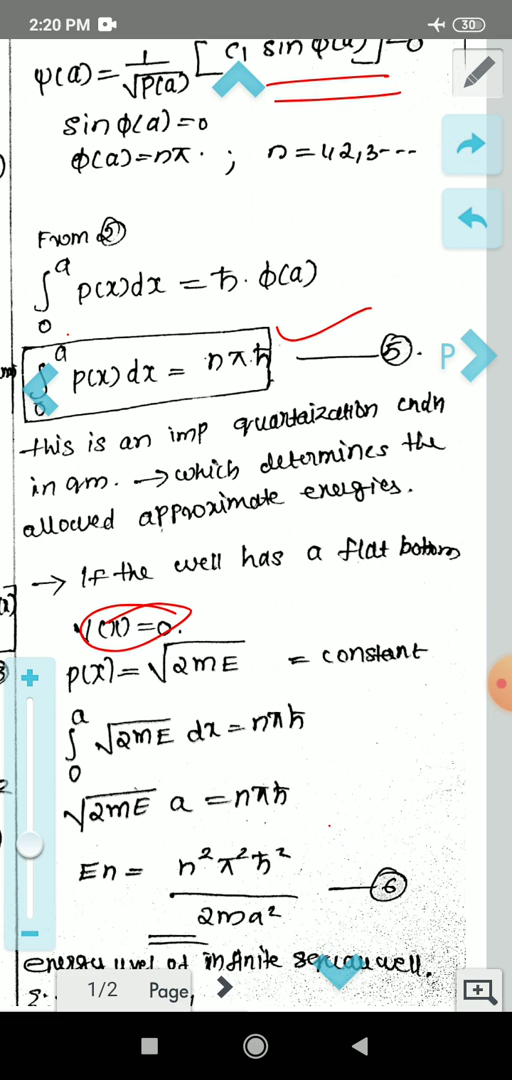 2:20 PM 30
ψ(a) = 1/√P(a) [ C1 sin φ(a) ] = 0
sin φ(a) = 0
φ(a) = nπ . ; n = 1, 2, 3 ---
From ②
∫₀ᵃ p(x) dx = ħ . φ(a)
∫₀ᵃ p(x) dx = nπħ —— ⑤.
P
this is an imp quartaization cndn
in qm. → which determines the
allowed approximate energies.
→ If the well has a flat bottom
V(x) = 0.
p(x) = √2mE = constant
∫₀ᵃ √2mE dx = nπħ
√2mE a = nπħ
En = n²π²ħ² / 2ma² — ⑥
energy level of infinite square well.
1/2 Page,